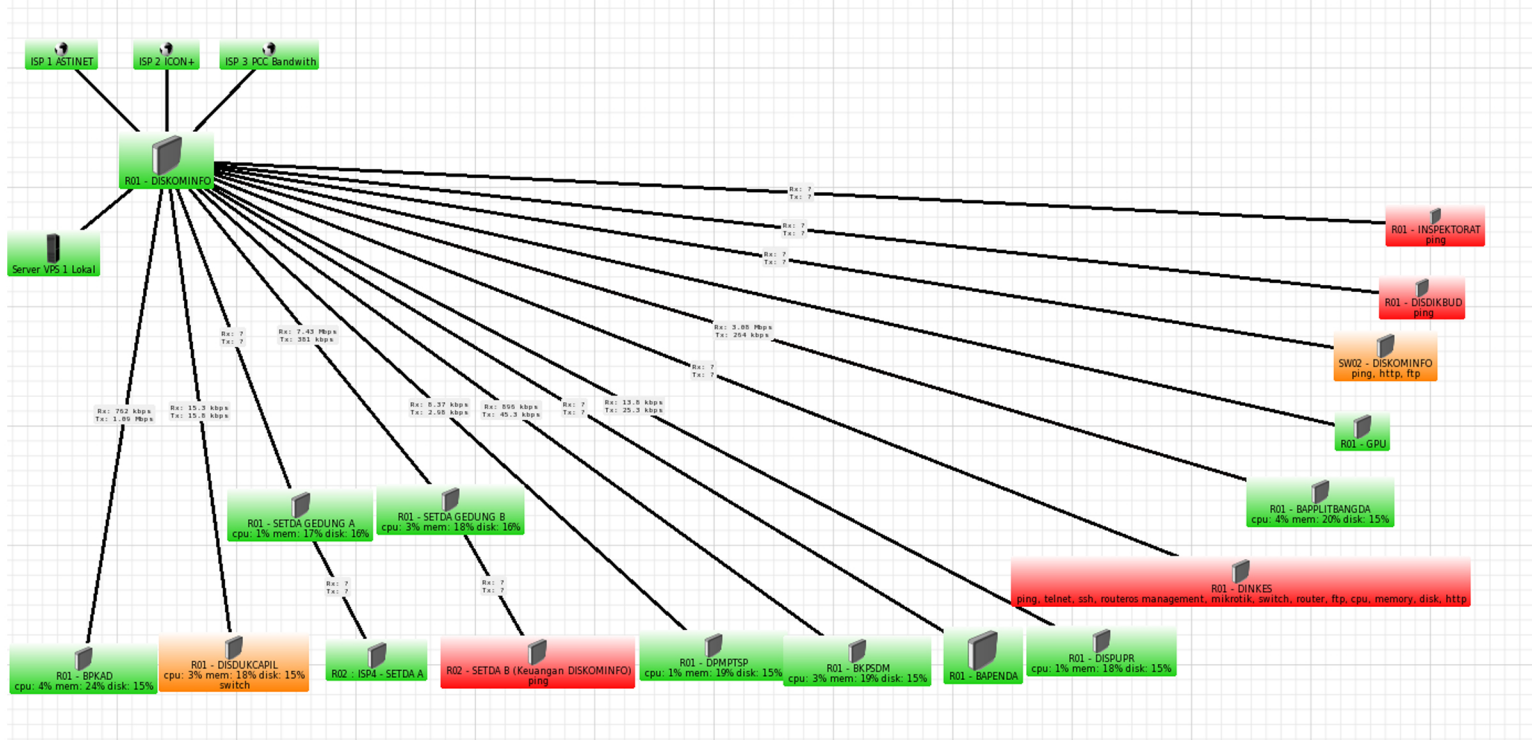 ISP 1 ASTINET
ISP 2 ICON+
ISP 3 PCC Bandwith
R01 - DISKOMINFO
Server VPS 1 Lokal
Rx: ?
Tx: ?
R01 - INSPEKTORAT
ping
Rx: ?
Tx: ?
Rx: ?
Tx: ?
R01 - DISDIKBUD
ping
SW02 - DISKOMINFO
ping, http, ftp
Rx: ?
Tx: ?
Rx: 7.43 Mbps
Tx: 381 kbps
Rx: 3.08 Mbps
Tx: 264 kbps
Rx: ?
Tx: ?
Rx: 762 kbps
Tx: 1.09 Mbps
Rx: 15.3 kbps
Tx: 15.8 kbps
Rx: 8.37 Mbps
Tx: 2.98 kbps
Rx: 896 kbps
Tx: 45.3 kbps
Rx: ?
Tx: ?
Rx: 13.8 kbps
Tx: 25.3 kbps
R01 - GPU
R01 - SETDA GEDUNG A
cpu: 1% mem: 17% disk: 16%
R01 - SETDA GEDUNG B
cpu: 3% mem: 18% disk: 16%
R01 - BAPPLITBANGDA
cpu: 4% mem: 20% disk: 15%
Rx: ?
Tx: ?
Rx: ?
Tx: ?
R01 - DINKES
ping, telnet, ssh, routeros management, mikrotik, switch, router, ftp, cpu, memory, disk, http
R01 - BPKAD
cpu: 4% mem: 24% disk: 15%
R01 - DISDUKCAPIL
cpu: 3% mem: 18% disk: 15%
switch
R02 : ISP4 - SETDA A
R02 - SETDA B (Keuangan DISKOMINFO)
ping
R01 - DPMPTSP
cpu: 1% mem: 19% disk: 15%
R01 - BKPSDM
cpu: 3% mem: 19% disk: 15%
R01 - BAPENDA
R01 - DISPUPR
cpu: 1% mem: 18% disk: 15%